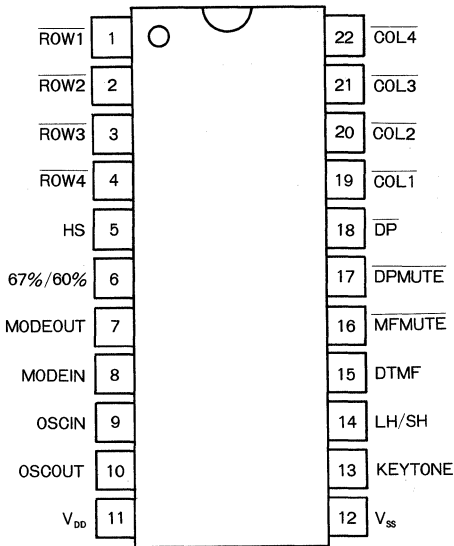 ROW1 1 22 COL4
ROW2 2 21 COL3
ROW3 3 20 COL2
ROW4 4 19 COL1
HS 5 18 DP
67%/60% 6 17 DPMUTE
MODEOUT 7 16 MFMUTE
MODEIN 8 15 DTMF
OSCIN 9 14 LH/SH
OSCOUT 10 13 KEYTONE
VDD 11 12 VSS